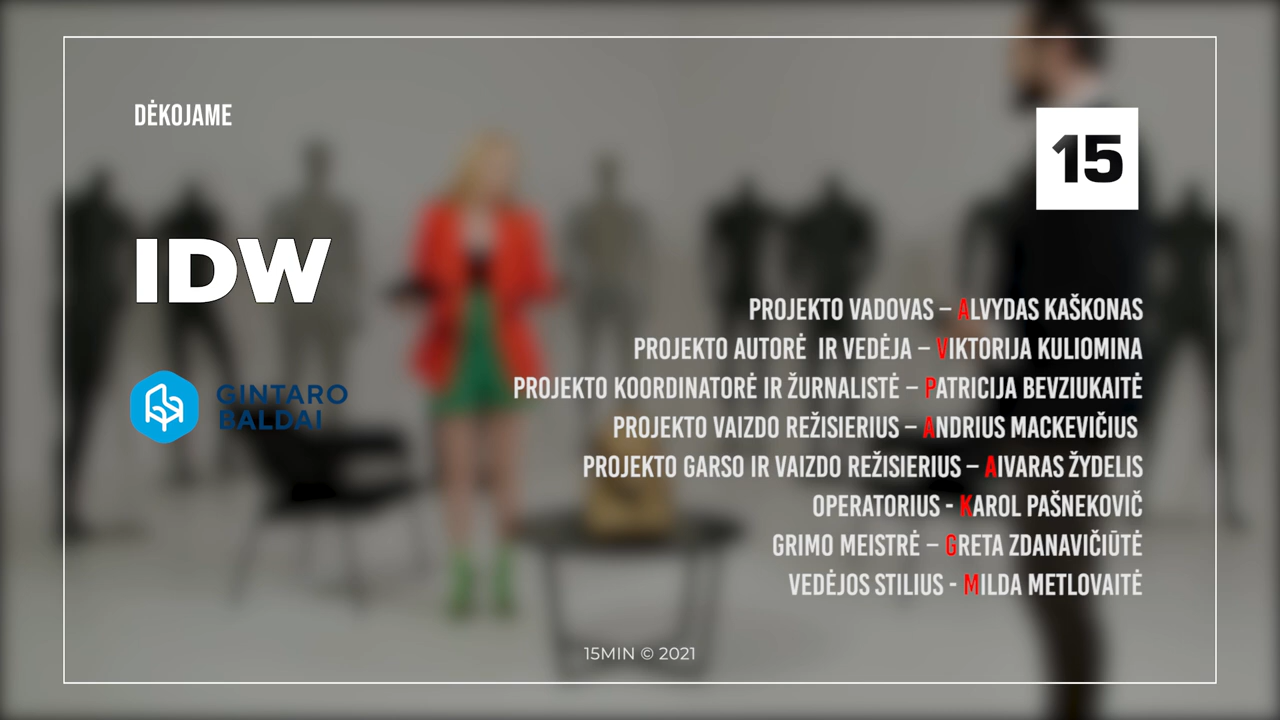 DĖKOJAME
15
IDW
GINTARO
BALDAI
PROJEKTO VADOVAS – ALVYDAS KAŠKONAS
PROJEKTO AUTORĖ IR VEDĖJA – VIKTORIJA KULIOMINA
PROJEKTO KOORDINATORĖ IR ŽURNALISTĖ – PATRICIJA BEVZIUKAITĖ
PROJEKTO VAIZDO REŽISIERIUS – ANDRIUS MACKEVIČIUS
PROJEKTO GARSO IR VAIZDO REŽISIERIUS – AIVARAS ŽYDELIS
OPERATORIUS - KAROL PAŠNEKOVIČ
GRIMO MEISTRĖ – GRETA ZDANAVIČIŪTĖ
VEDĖJOS STILIUS - MILDA METLOVAITĖ
15MIN © 2021